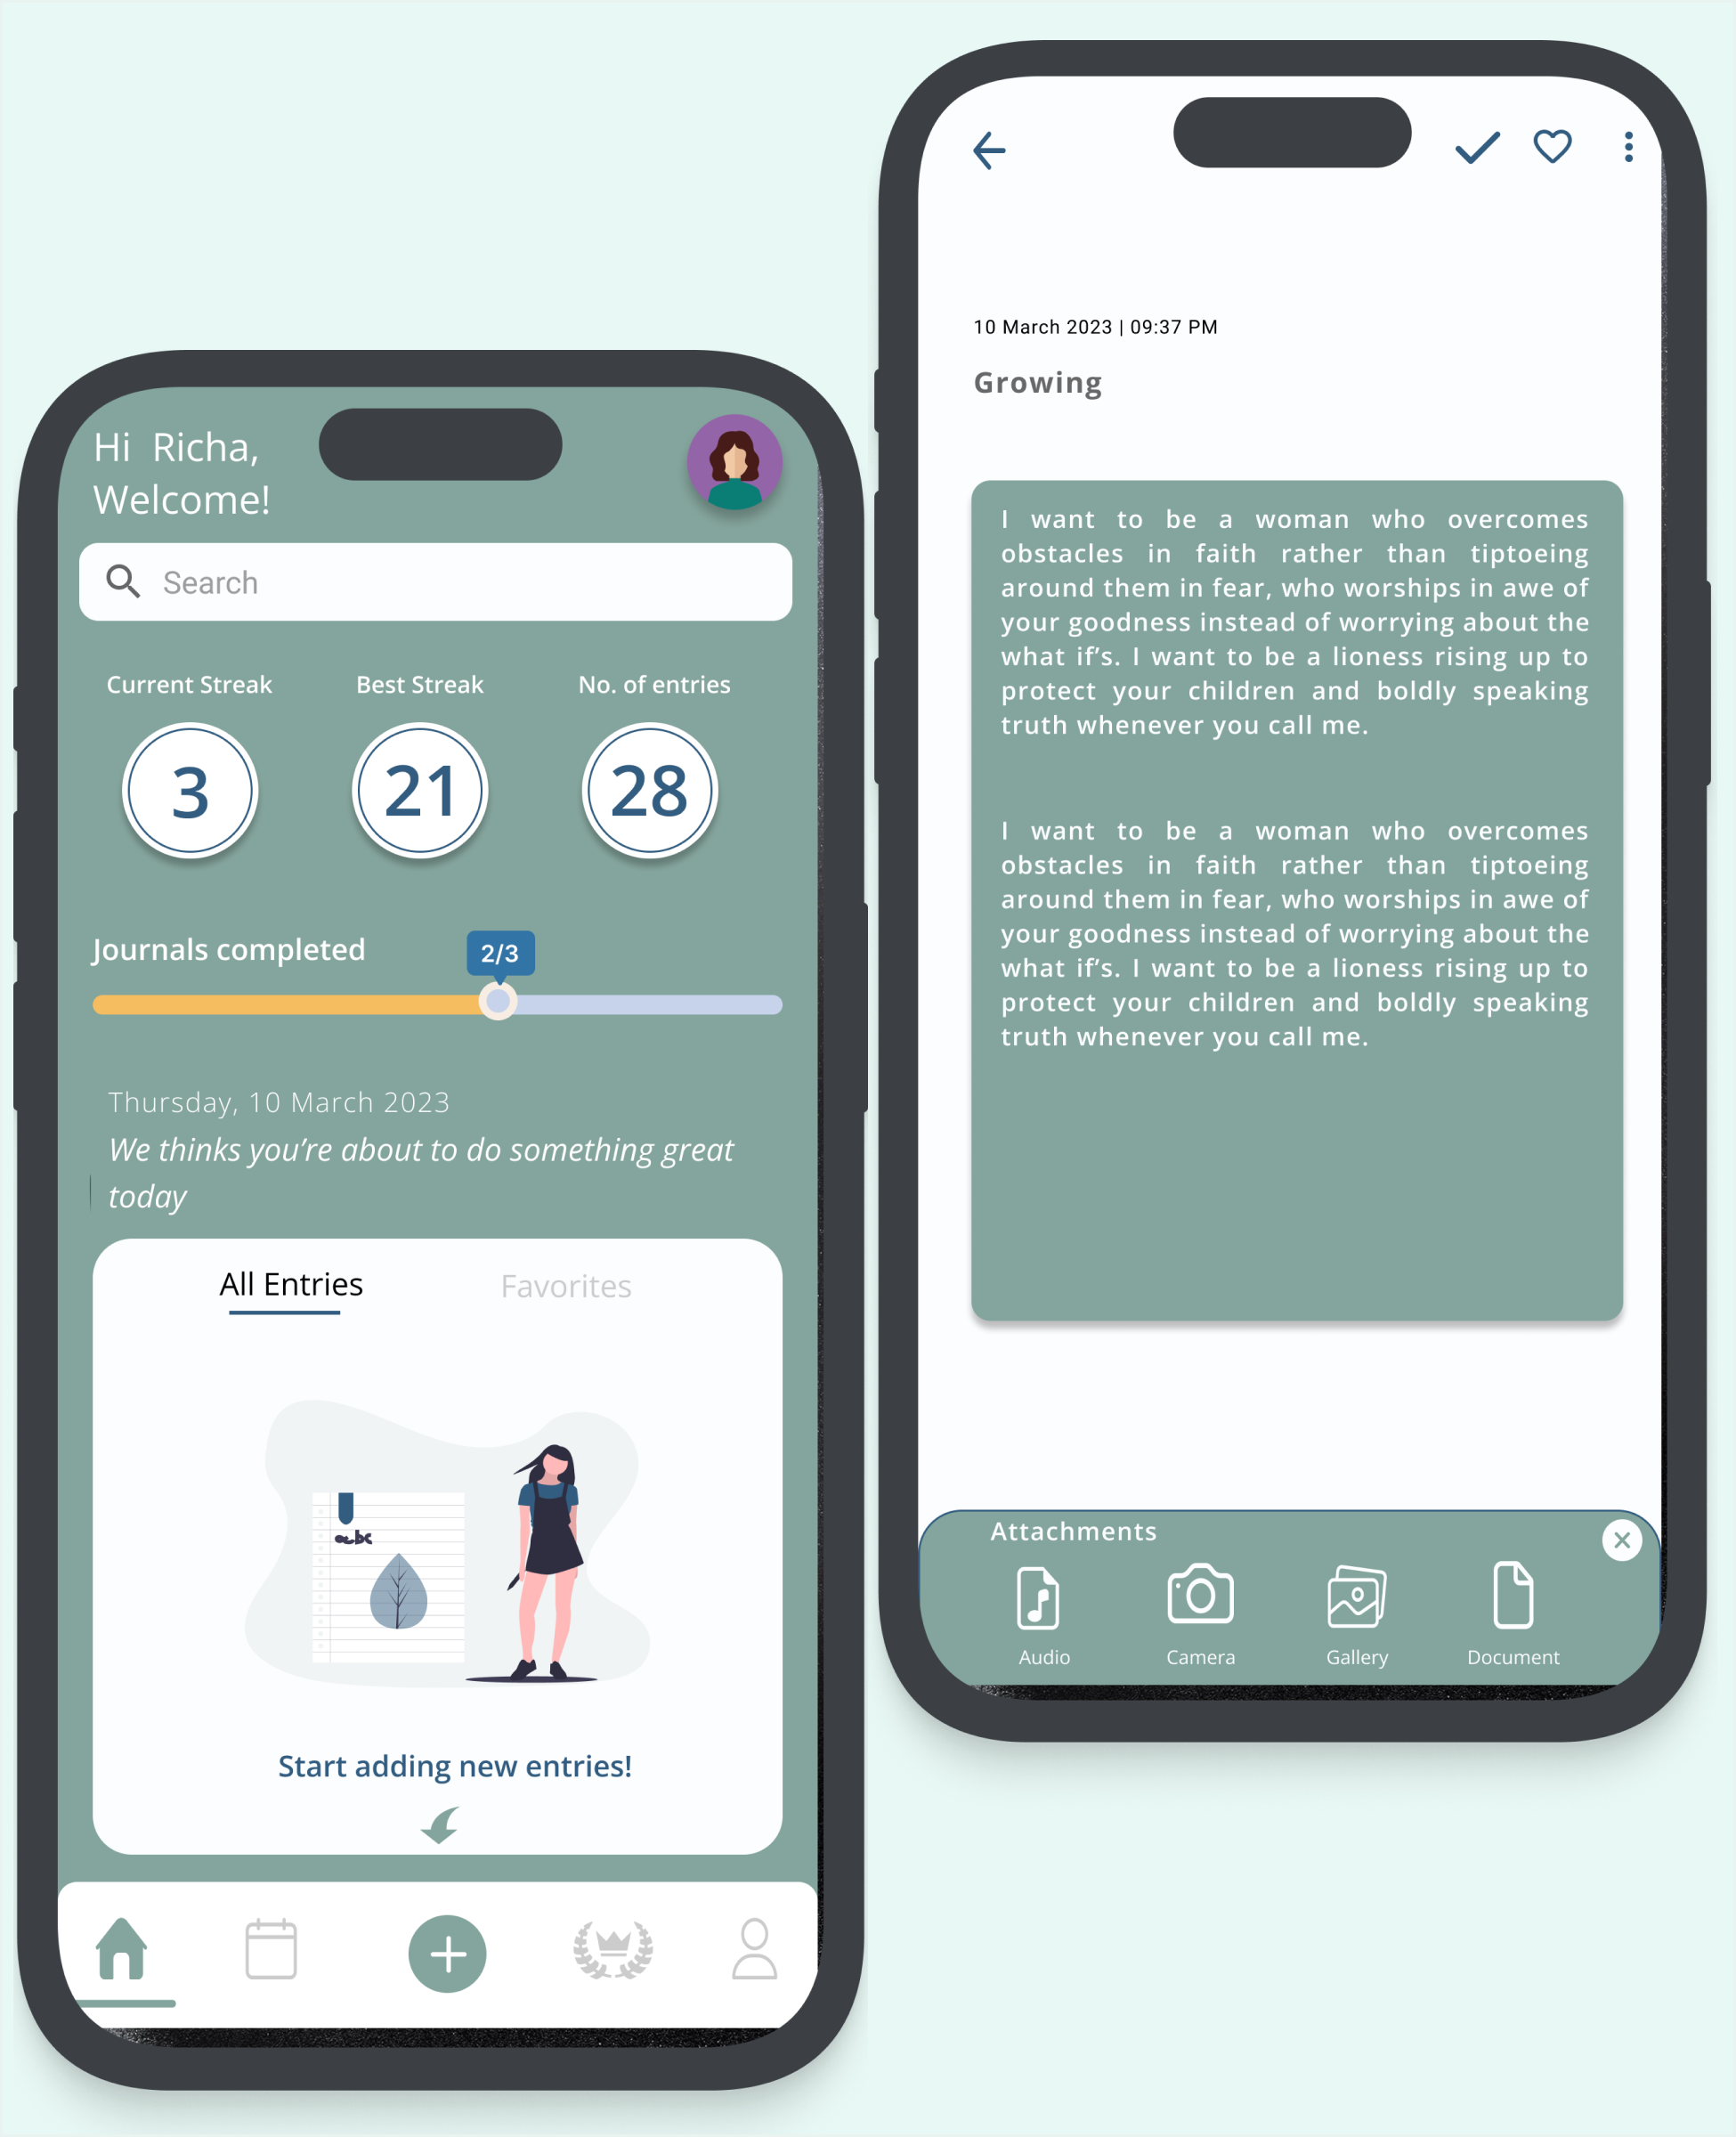 Hi Richa,
Welcome!
Search
Current Streak
Best Streak
No. of entries
3
21
28
Journals completed
2/3
Thursday, 10 March 2023
We thinks you’re about to do something great
today
All Entries
Favorites
abc
Start adding new entries!
10 March 2023 | 09:37 PM
Growing
I want to be a woman who overcomes
obstacles in faith rather than tiptoeing
around them in fear, who worships in awe of
your goodness instead of worrying about the
what if’s. I want to be a lioness rising up to
protect your children and boldly speaking
truth whenever you call me.
I want to be a woman who overcomes
obstacles in faith rather than tiptoeing
around them in fear, who worships in awe of
your goodness instead of worrying about the
what if’s. I want to be a lioness rising up to
protect your children and boldly speaking
truth whenever you call me.
Attachments
Audio
Camera
Gallery
Document